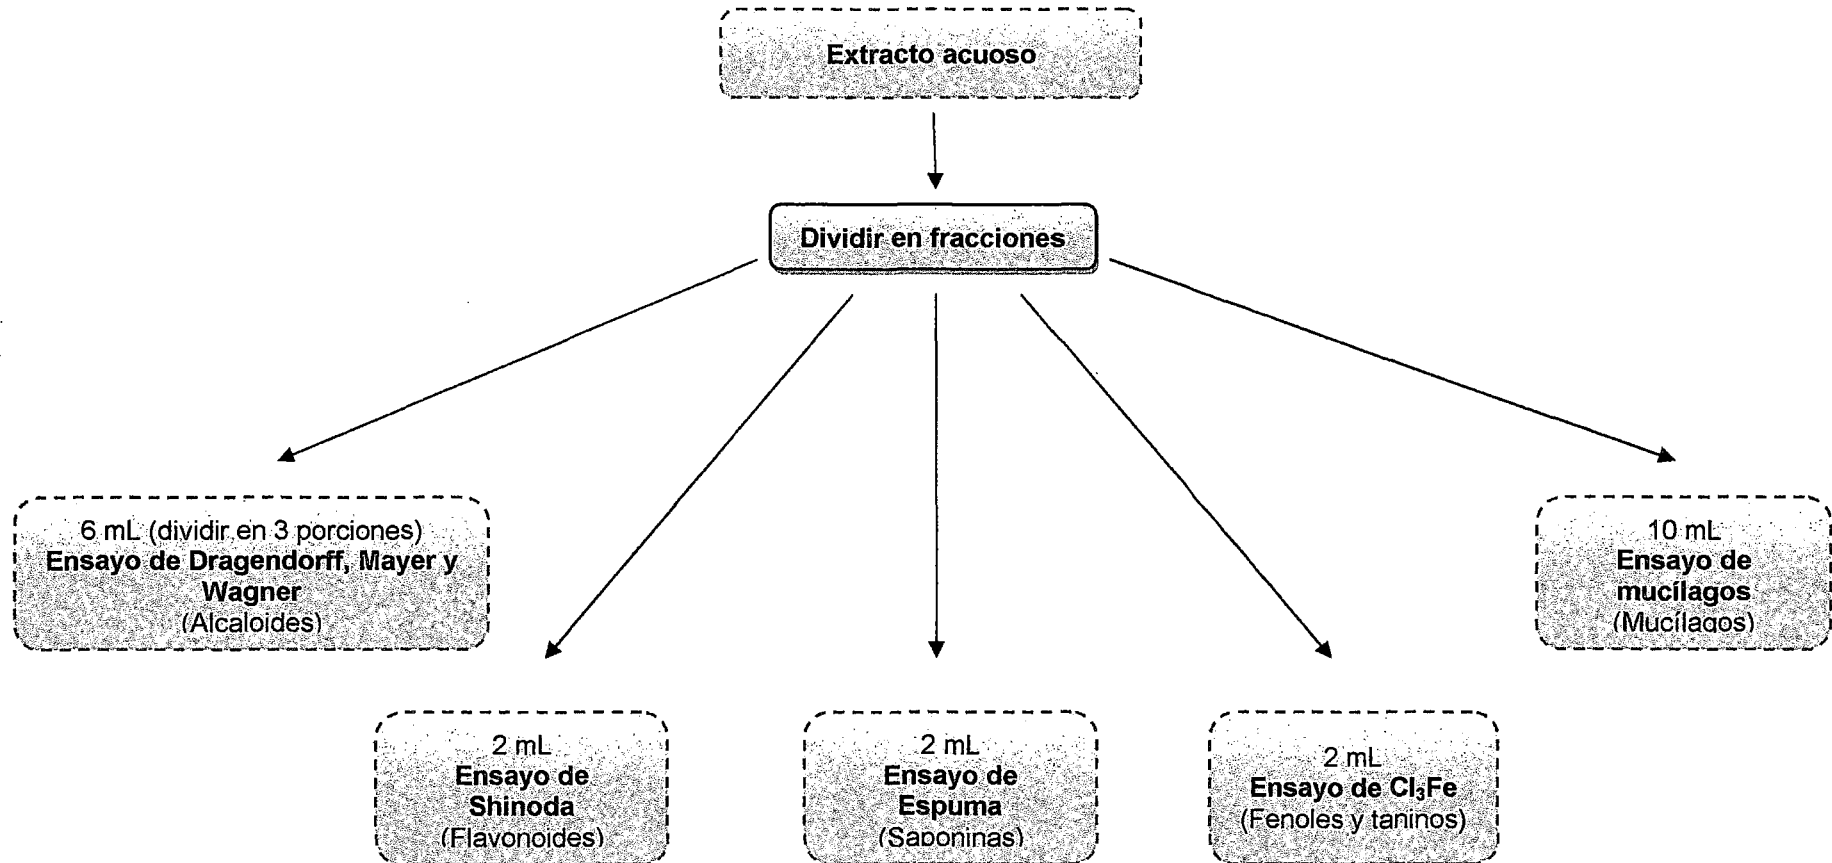 Extracto acuoso
Dividir en fracciones
6 mL (dividir en 3 porciones)
Ensayo de Dragendorff, Mayer y
Wagner
(Alcaloides)
10 mL
Ensayo de
mucílagos
(Mucílagos)
2 mL
Ensayo de
Shinoda
(Flavonoides)
2 mL
Ensayo de
Espuma
(Saponinas)
2 mL
Ensayo de Cl₃Fe
(Fenoles y taninos)